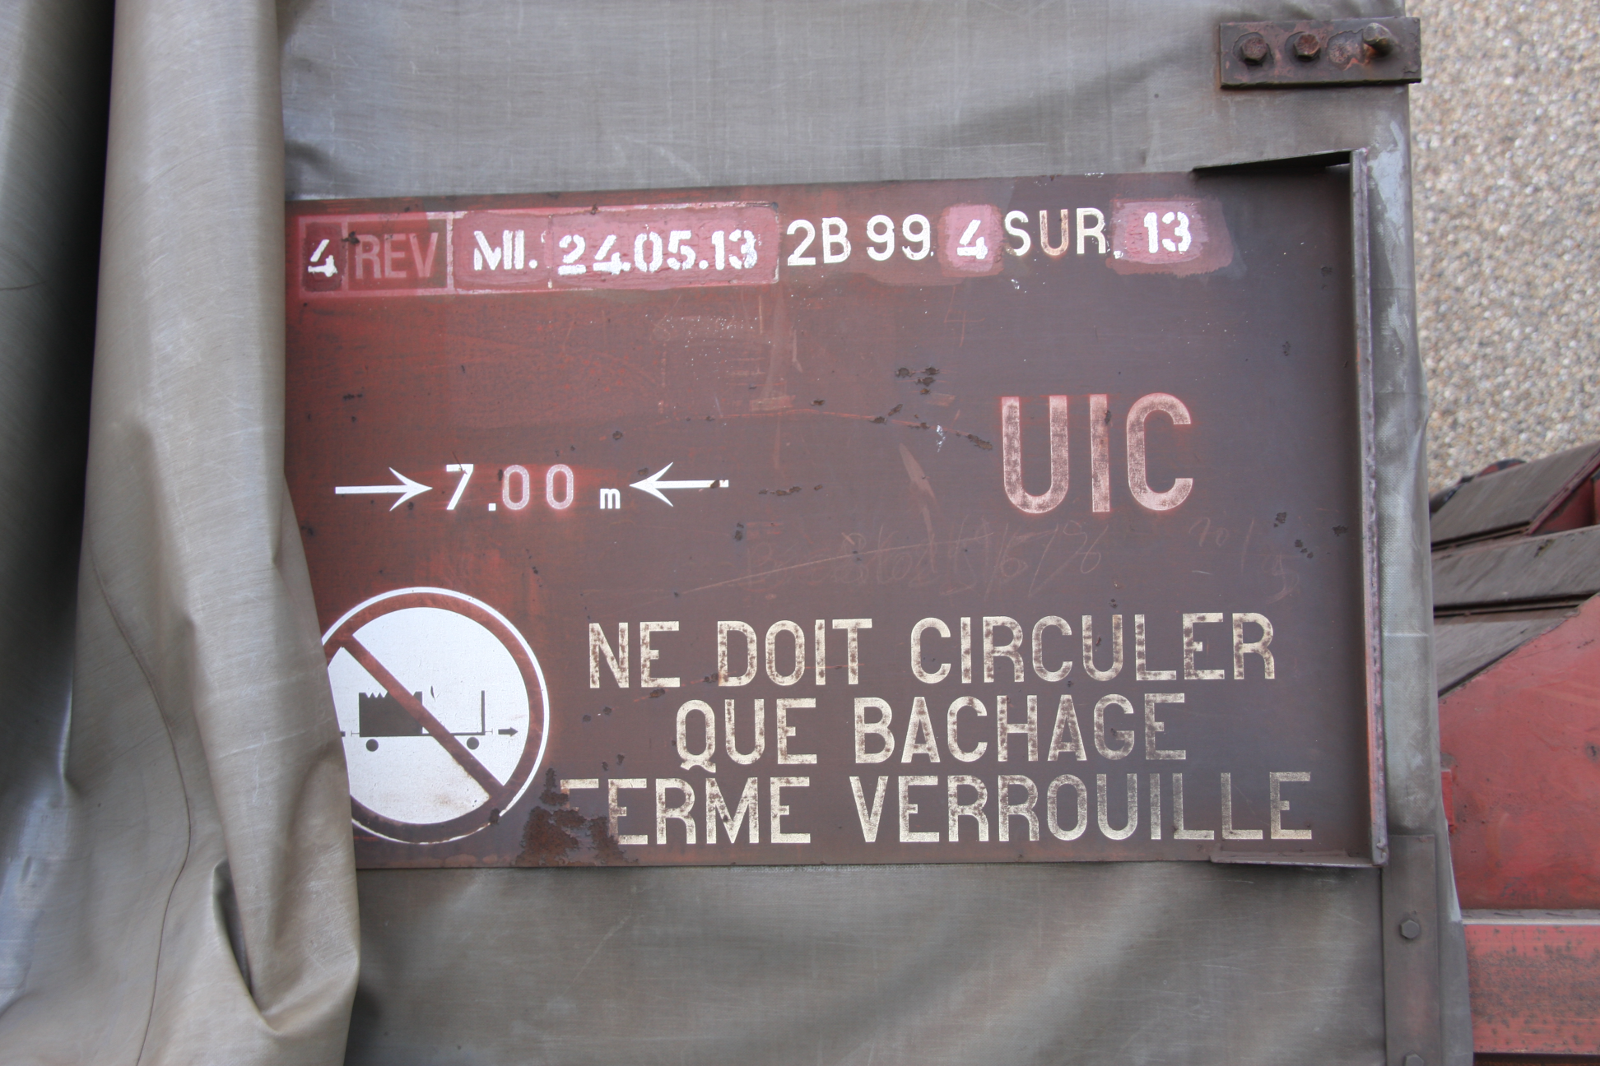 4 REV MI. 24.05.13 2B 99 4 SUR 13
UIC
7.00 m
NE DOIT CIRCULER
QUE BACHAGE
FERME VERROUILLE